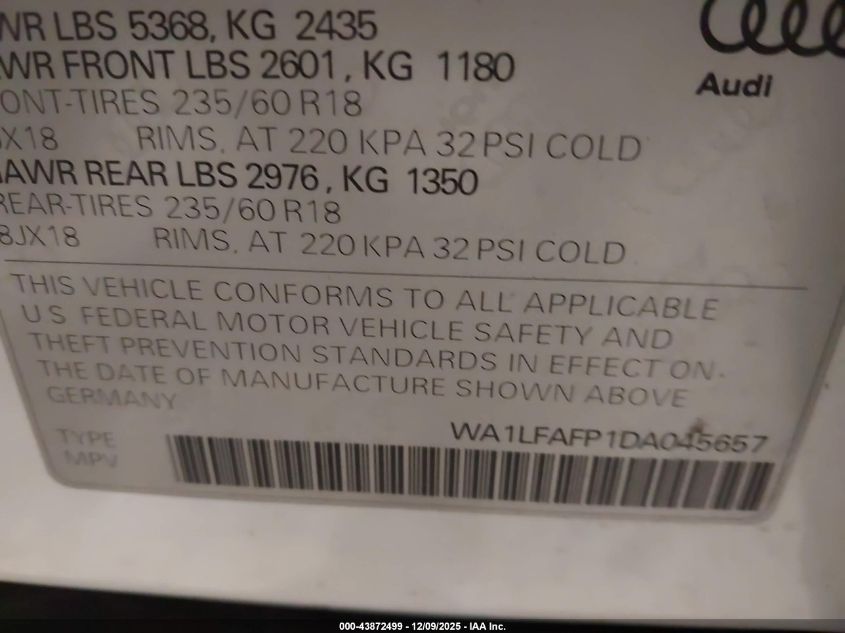 WR LBS 5368, KG 2435
WR FRONT LBS 2601, KG 1180
ONT-TIRES 235/60 R18
JX18 RIMS. AT 220 KPA 32 PSI COLD
AWR REAR LBS 2976, KG 1350
REAR-TIRES 235/60 R18
8JX18 RIMS. AT 220 KPA 32 PSI COLD
Audi
THIS VEHICLE CONFORMS TO ALL APPLICABLE
U.S. FEDERAL MOTOR VEHICLE SAFETY AND
THEFT PREVENTION STANDARDS IN EFFECT ON
THE DATE OF MANUFACTURE SHOWN ABOVE
GERMANY
WA1LFAFP1DA045657
TYPE
MPV
000-43872499 - 12/09/2025 - IAA Inc.